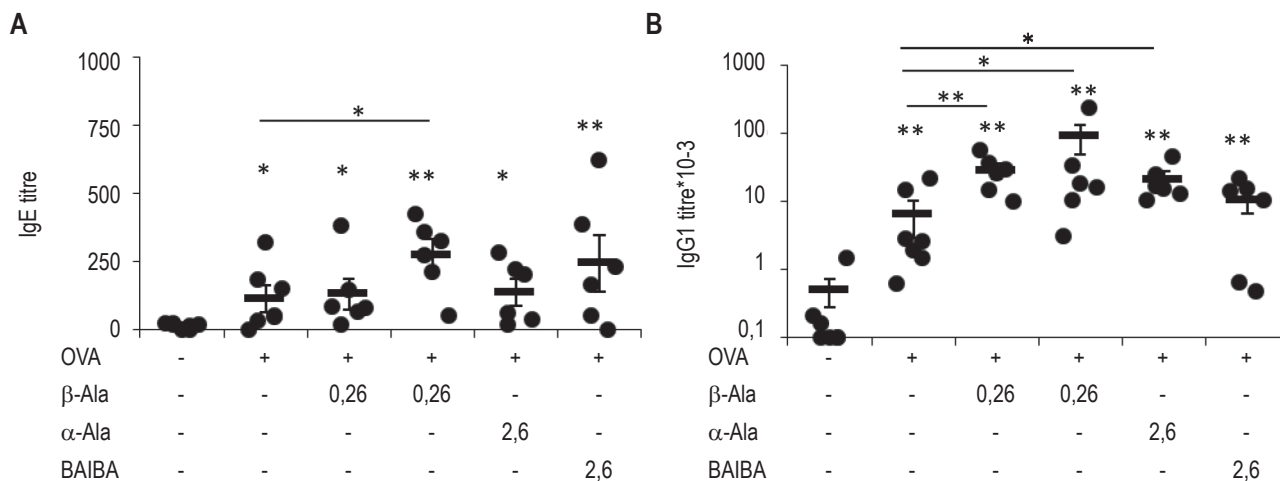 A
1000
750
500
250
0
IgE titre
*
* * ** * **
OVA - + + + + +
β-Ala - - 0,26 0,26 - -
α-Ala - - - - 2,6 -
BAIBA - - - - - 2,6
B
1000
100
10
1
0,1
IgG1 titre*10-3
*
*
**
** ** ** ** **
OVA - + + + + +
β-Ala - - 0,26 0,26 - -
α-Ala - - - - 2,6 -
BAIBA - - - - - 2,6